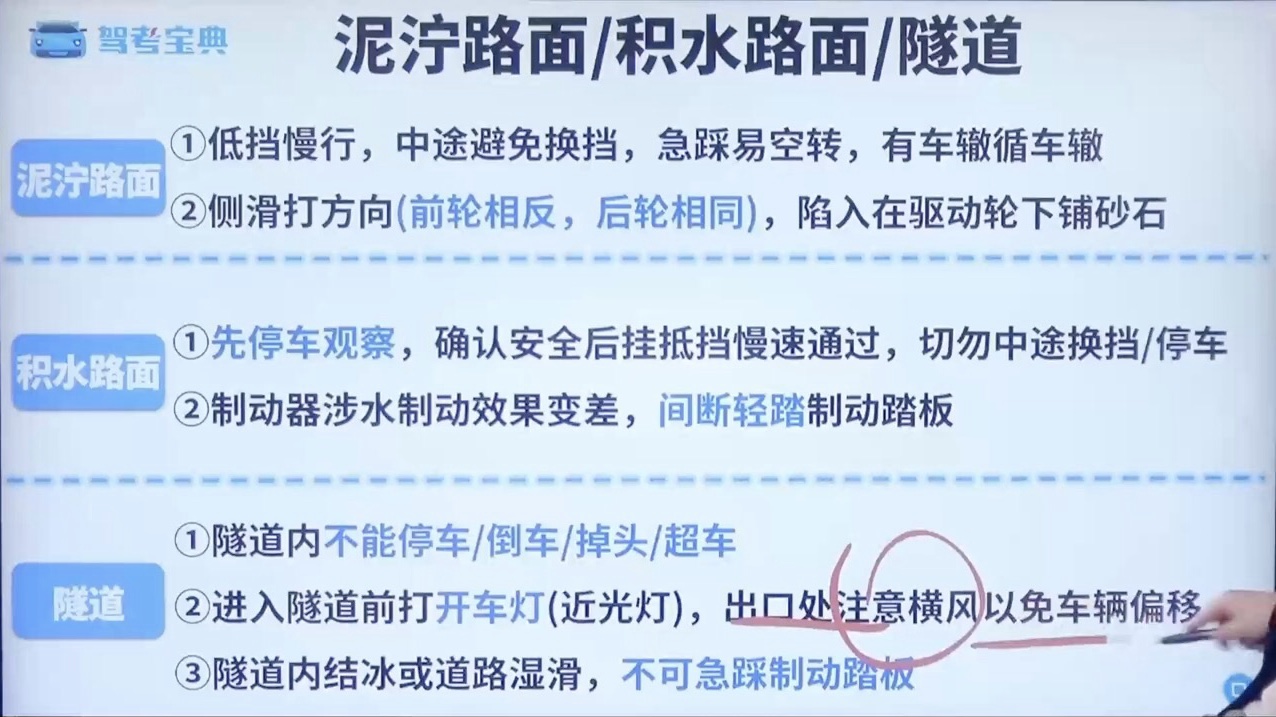 驾考宝典
泥泞路面/积水路面/隧道
泥泞路面
①低挡慢行，中途避免换挡，急踩易空转，有车辙循车辙
②侧滑打方向(前轮相反，后轮相同)，陷入在驱动轮下铺砂石
积水路面
①先停车观察，确认安全后挂抵挡慢速通过，切勿中途换挡/停车
②制动器涉水制动效果变差，间断轻踏制动踏板
隧道
①隧道内不能停车/倒车/掉头/超车
②进入隧道前打开车灯(近光灯)，出口处注意横风以免车辆偏移
③隧道内结冰或道路湿滑，不可急踩制动踏板